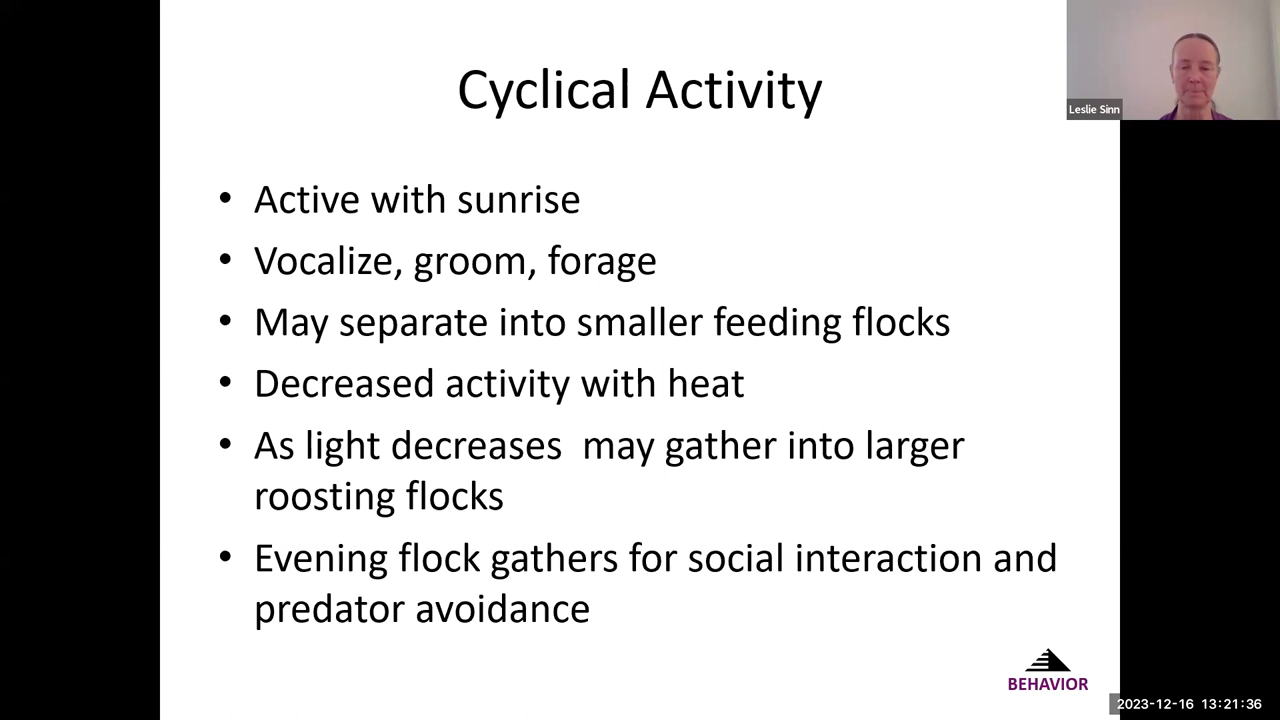 Cyclical Activity
Leslie Sinn
• Active with sunrise
• Vocalize, groom, forage
• May separate into smaller feeding flocks
• Decreased activity with heat
• As light decreases  may gather into larger
roosting flocks
• Evening flock gathers for social interaction and
predator avoidance
BEHAVIOR
2023-12-16 13:21:36